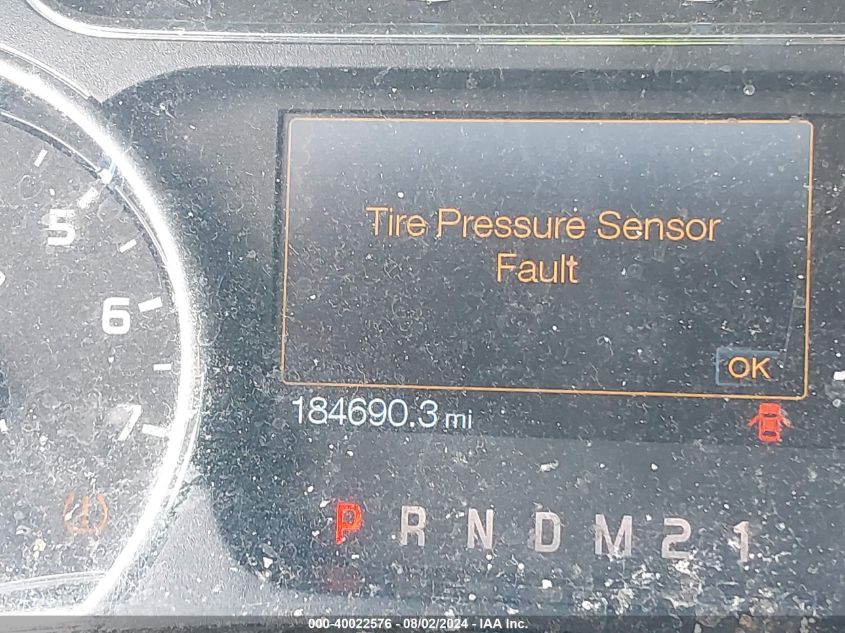 Tire Pressure Sensor
Fault
OK
184690.3 mi
5
6
7
P R N D M 2 1
000-40022576 - 08/02/2024 - IAA Inc.